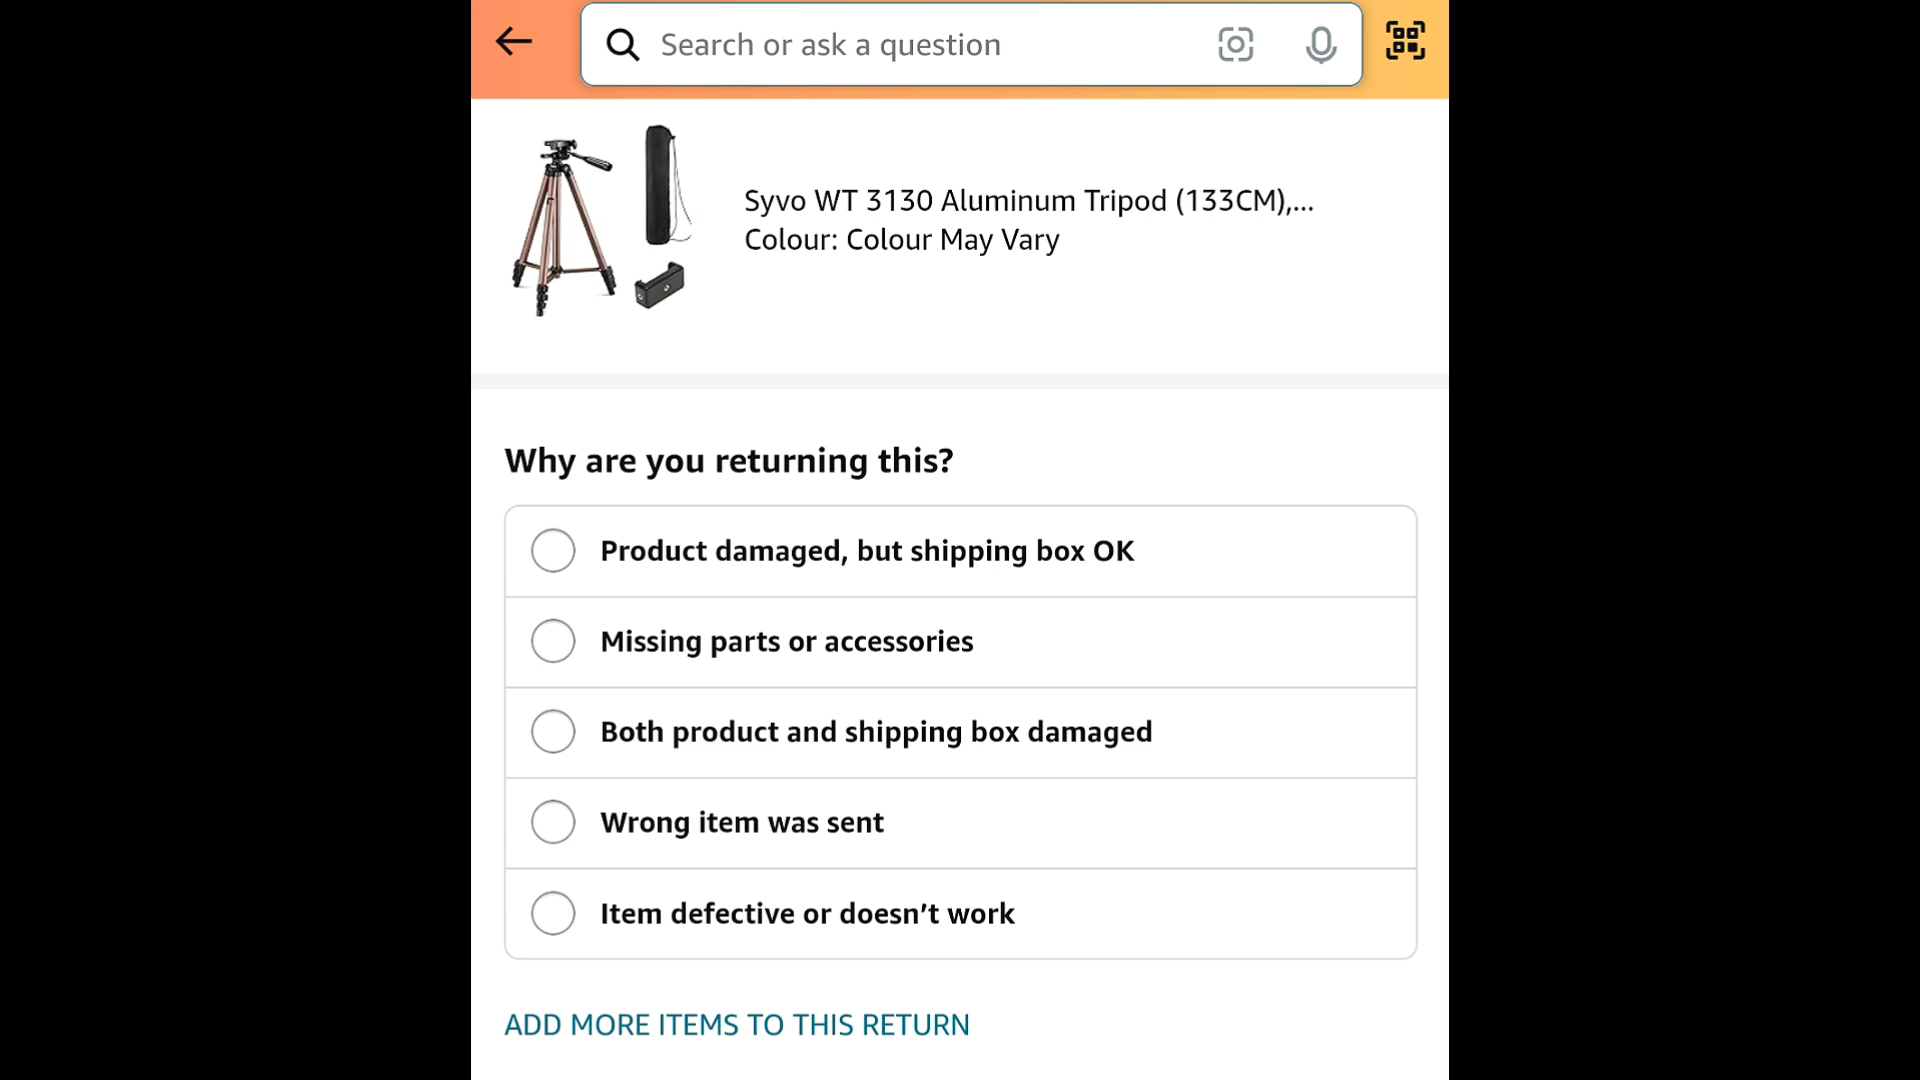 Search or ask a question
Syvo WT 3130 Aluminum Tripod (133CM),...
Colour: Colour May Vary
Why are you returning this?
Product damaged, but shipping box OK
Missing parts or accessories
Both product and shipping box damaged
Wrong item was sent
Item defective or doesn’t work
ADD MORE ITEMS TO THIS RETURN